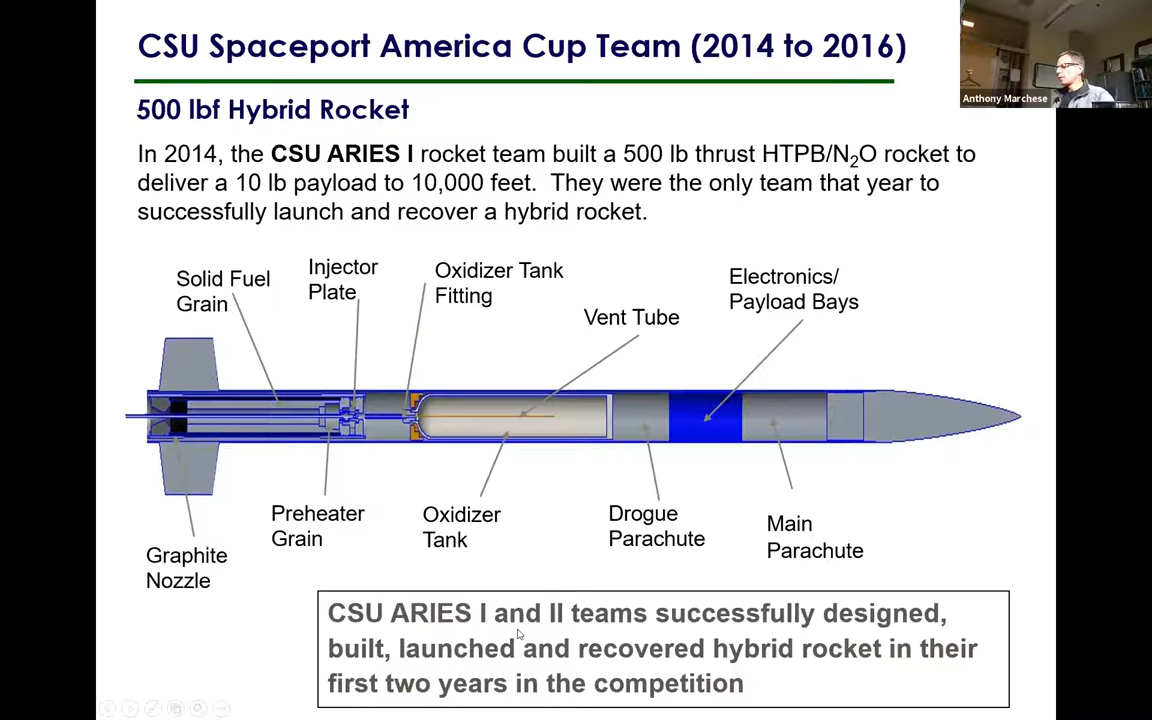 CSU Spaceport America Cup Team (2014 to 2016)
Anthony Marchese
500 lbf Hybrid Rocket
In 2014, the CSU ARIES I rocket team built a 500 lb thrust HTPB/N₂O rocket to
deliver a 10 lb payload to 10,000 feet. They were the only team that year to
successfully launch and recover a hybrid rocket.
Solid Fuel
Grain
Injector
Plate
Oxidizer Tank
Fitting
Vent Tube
Electronics/
Payload Bays
Graphite
Nozzle
Preheater
Grain
Oxidizer
Tank
Drogue
Parachute
Main
Parachute
CSU ARIES I and II teams successfully designed,
built, launched and recovered hybrid rocket in their
first two years in the competition